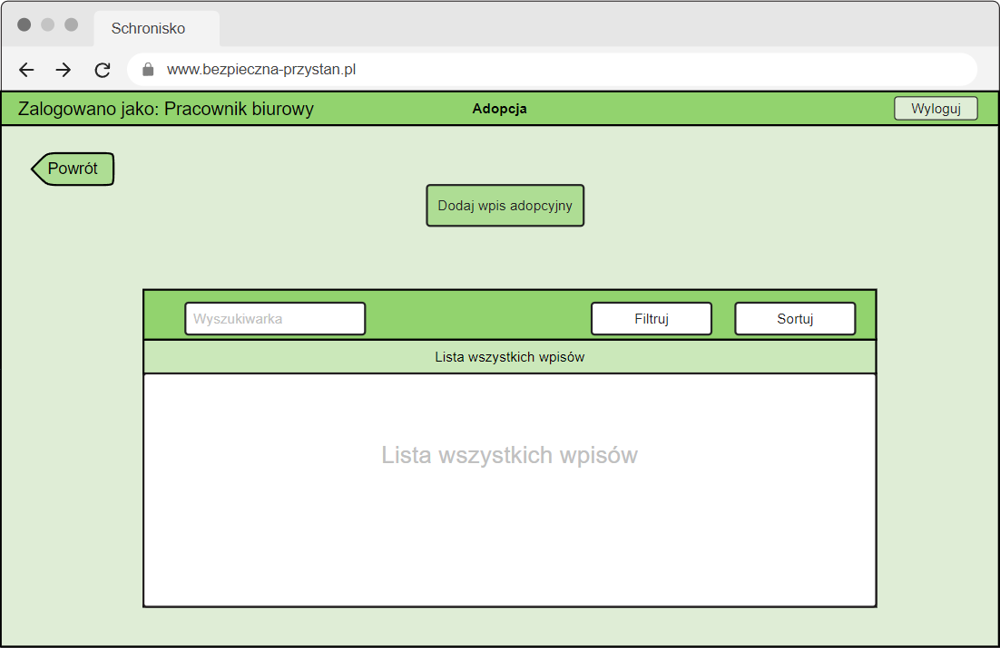 Schronisko
www.bezpieczna-przystan.pl
Zalogowano jako: Pracownik biurowy
Adopcja
Wyloguj
Powrót
Dodaj wpis adopcyjny
Wyszukiwarka
Filtruj
Sortuj
Lista wszystkich wpisów
Lista wszystkich wpisów